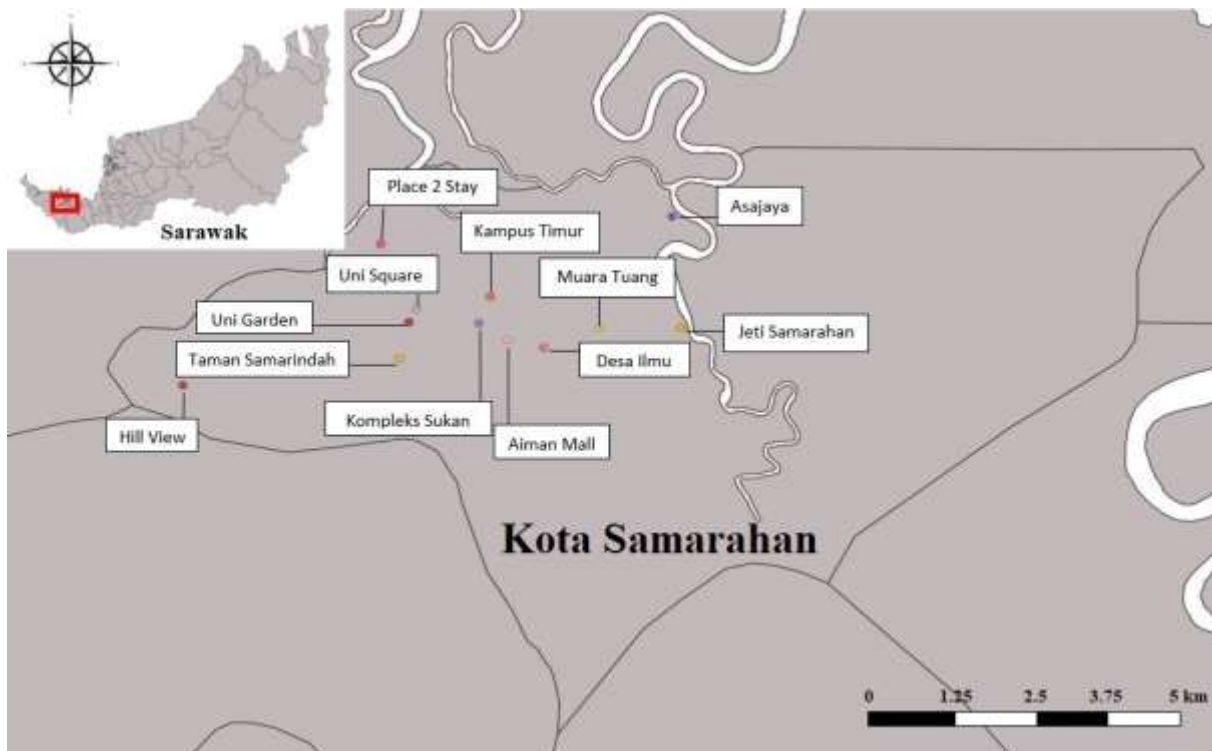 Sarawak
Place 2 Stay
Asajaya
Kampus Timur
Uni Square
Muara Tuang
Uni Garden
Jeti Samarahan
Taman Samarindah
Desa Ilmu
Kompleks Sukan
Hill View
Aiman Mall
Kota Samarahan
0 1.25 2.5 3.75 5 km